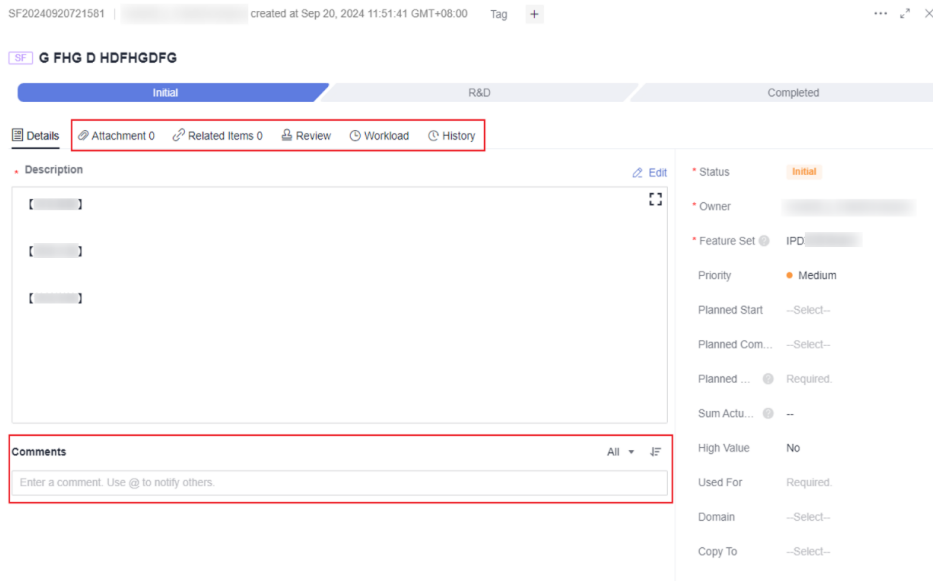 SF20240920721581 created at Sep 20, 2024 11:51:41 GMT+08:00 Tag +
SF G FHG D HDFHGDFG
Initial R&D Completed
Details Attachment 0 Related Items 0 Review Workload History
* Description Edit
【 】
【 】
【 】
Comments All
Enter a comment. Use @ to notify others.
* Status Initial
* Owner
* Feature Set IPD
Priority Medium
Planned Start --Select--
Planned Com... --Select--
Planned ... Required.
Sum Actu... --
High Value No
Used For Required.
Domain --Select--
Copy To --Select--